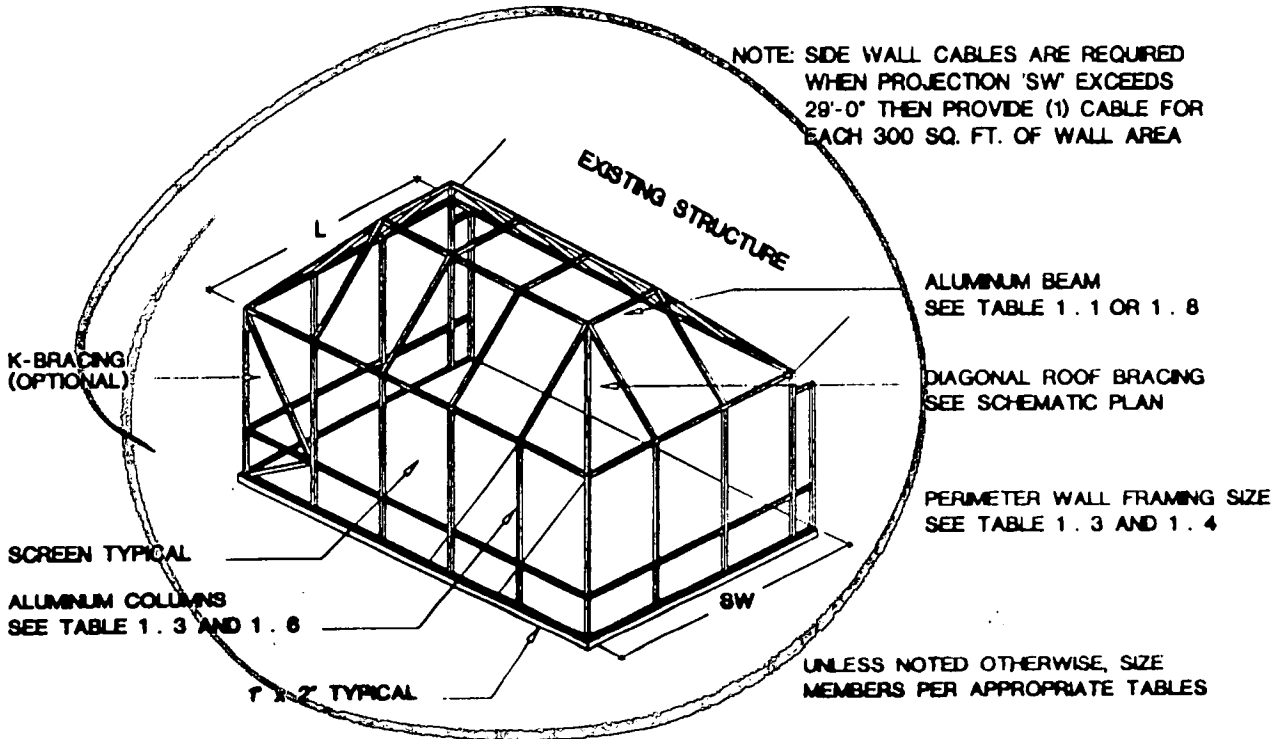 NOTE: SIDE WALL CABLES ARE REQUIRED
WHEN PROJECTION 'SW' EXCEEDS
29'-0" THEN PROVIDE (1) CABLE FOR
EACH 300 SQ. FT. OF WALL AREA
EXISTING STRUCTURE
L
ALUMINUM BEAM
SEE TABLE 1 . 1 OR 1 . 8
K-BRACING
(OPTIONAL)
DIAGONAL ROOF BRACING
SEE SCHEMATIC PLAN
PERIMETER WALL FRAMING SIZE
SEE TABLE 1 . 3 AND 1 . 4
SCREEN TYPICAL
ALUMINUM COLUMNS
SEE TABLE 1 . 3 AND 1 . 6
SW
1" x 2" TYPICAL
UNLESS NOTED OTHERWISE, SIZE
MEMBERS PER APPROPRIATE TABLES